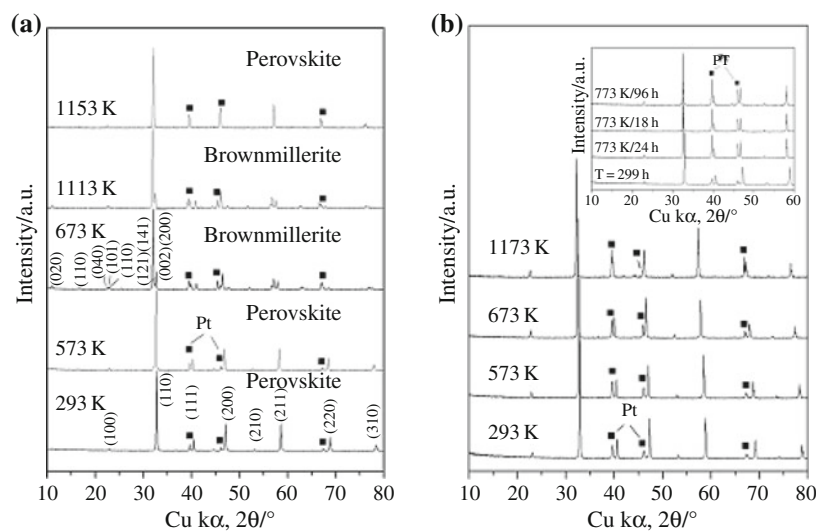 (a)
Intensity/a.u.
Perovskite
1153 K
Brownmillerite
1113 K
Brownmillerite
673 K
(020)
(110)
(040)
(101)
(110)
(121)(141)
(002)(200)
Perovskite
573 K
Pt
Perovskite
293 K
(100)
(110)
(111)
(200)
(210)
(211)
(220)
(310)
10 20 30 40 50 60 70 80
Cu kα, 2θ/°
(b)
Intensity/a.u.
Intensity/a.u.
PT
773 K/96 h
773 K/18 h
773 K/24 h
T = 299 h
10 20 30 40 50 60
Cu kα, 2θ/°
1173 K
673 K
573 K
293 K
Pt
10 20 30 40 50 60 70 80
Cu kα, 2θ/°